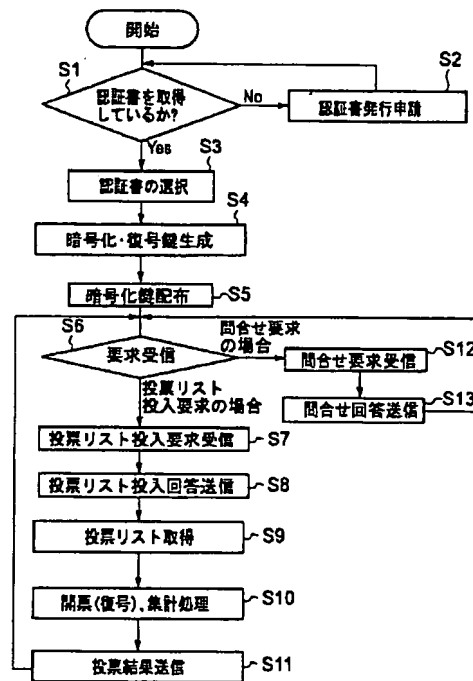 開始
S1
認証書を取得
しているか?
No
S2
認証書発行申請
Yes
S3
認証書の選択
S4
暗号化・復号鍵生成
暗号化鍵配布
S5
S6
要求受信
問合せ要求
の場合
問合せ要求受信
S12
問合せ回答送信
S13
投票リスト
投入要求の場合
投票リスト投入要求受信
S7
投票リスト投入回答送信
S8
投票リスト取得
S9
開票(復号)、集計処理
S10
投票結果送信
S11